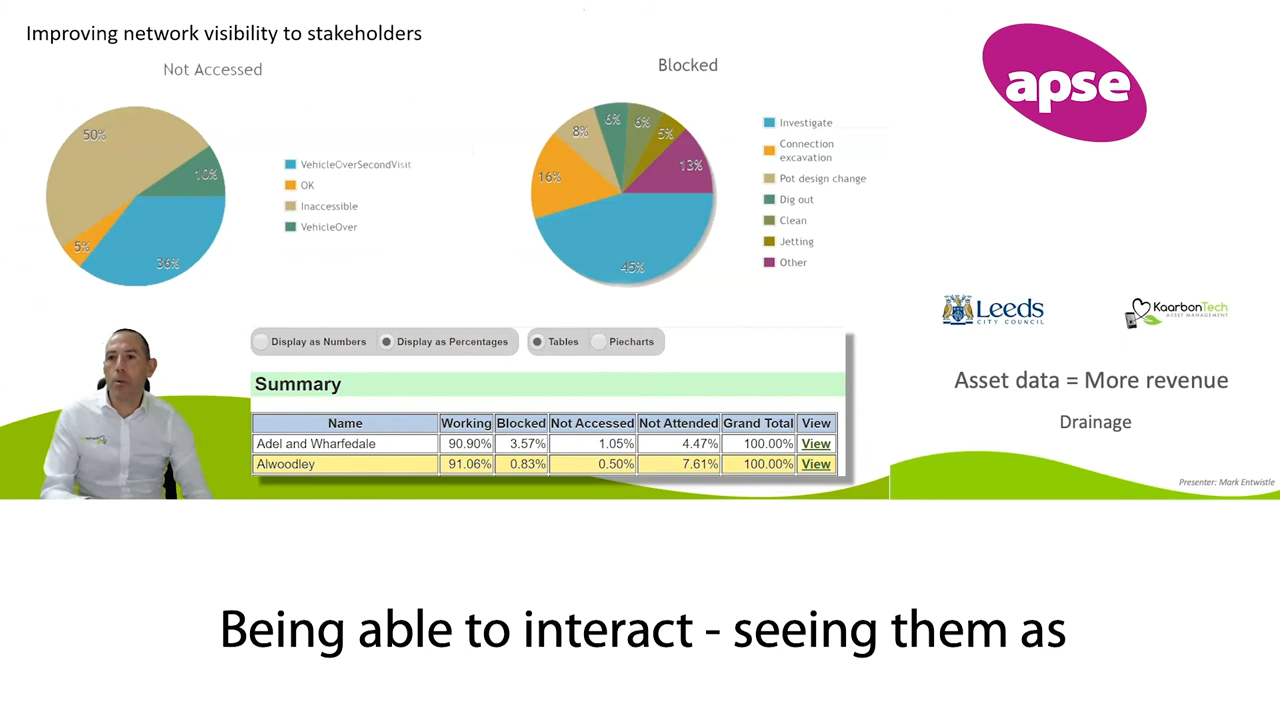 Improving network visibility to stakeholders
Not Accessed
50%
10%
5%
36%
VehicleOverSecondVisit
OK
Inaccessible
VehicleOver
Blocked
8%
6%
6%
5%
16%
13%
45%
Investigate
Connection
excavation
Pot design change
Dig out
Clean
Jetting
Other
apse
Leeds
CITY COUNCIL
KaarbonTech
ASSET MANAGEMENT
Asset data = More revenue
Drainage
Presenter: Mark Entwistle
Display as Numbers Display as Percentages Tables Piecharts
Summary
Name Working Blocked Not Accessed Not Attended Grand Total View
Adel and Wharfedale 90.90% 3.57% 1.05% 4.47% 100.00% View
Alwoodley 91.06% 0.83% 0.50% 7.61% 100.00% View
Being able to interact - seeing them as